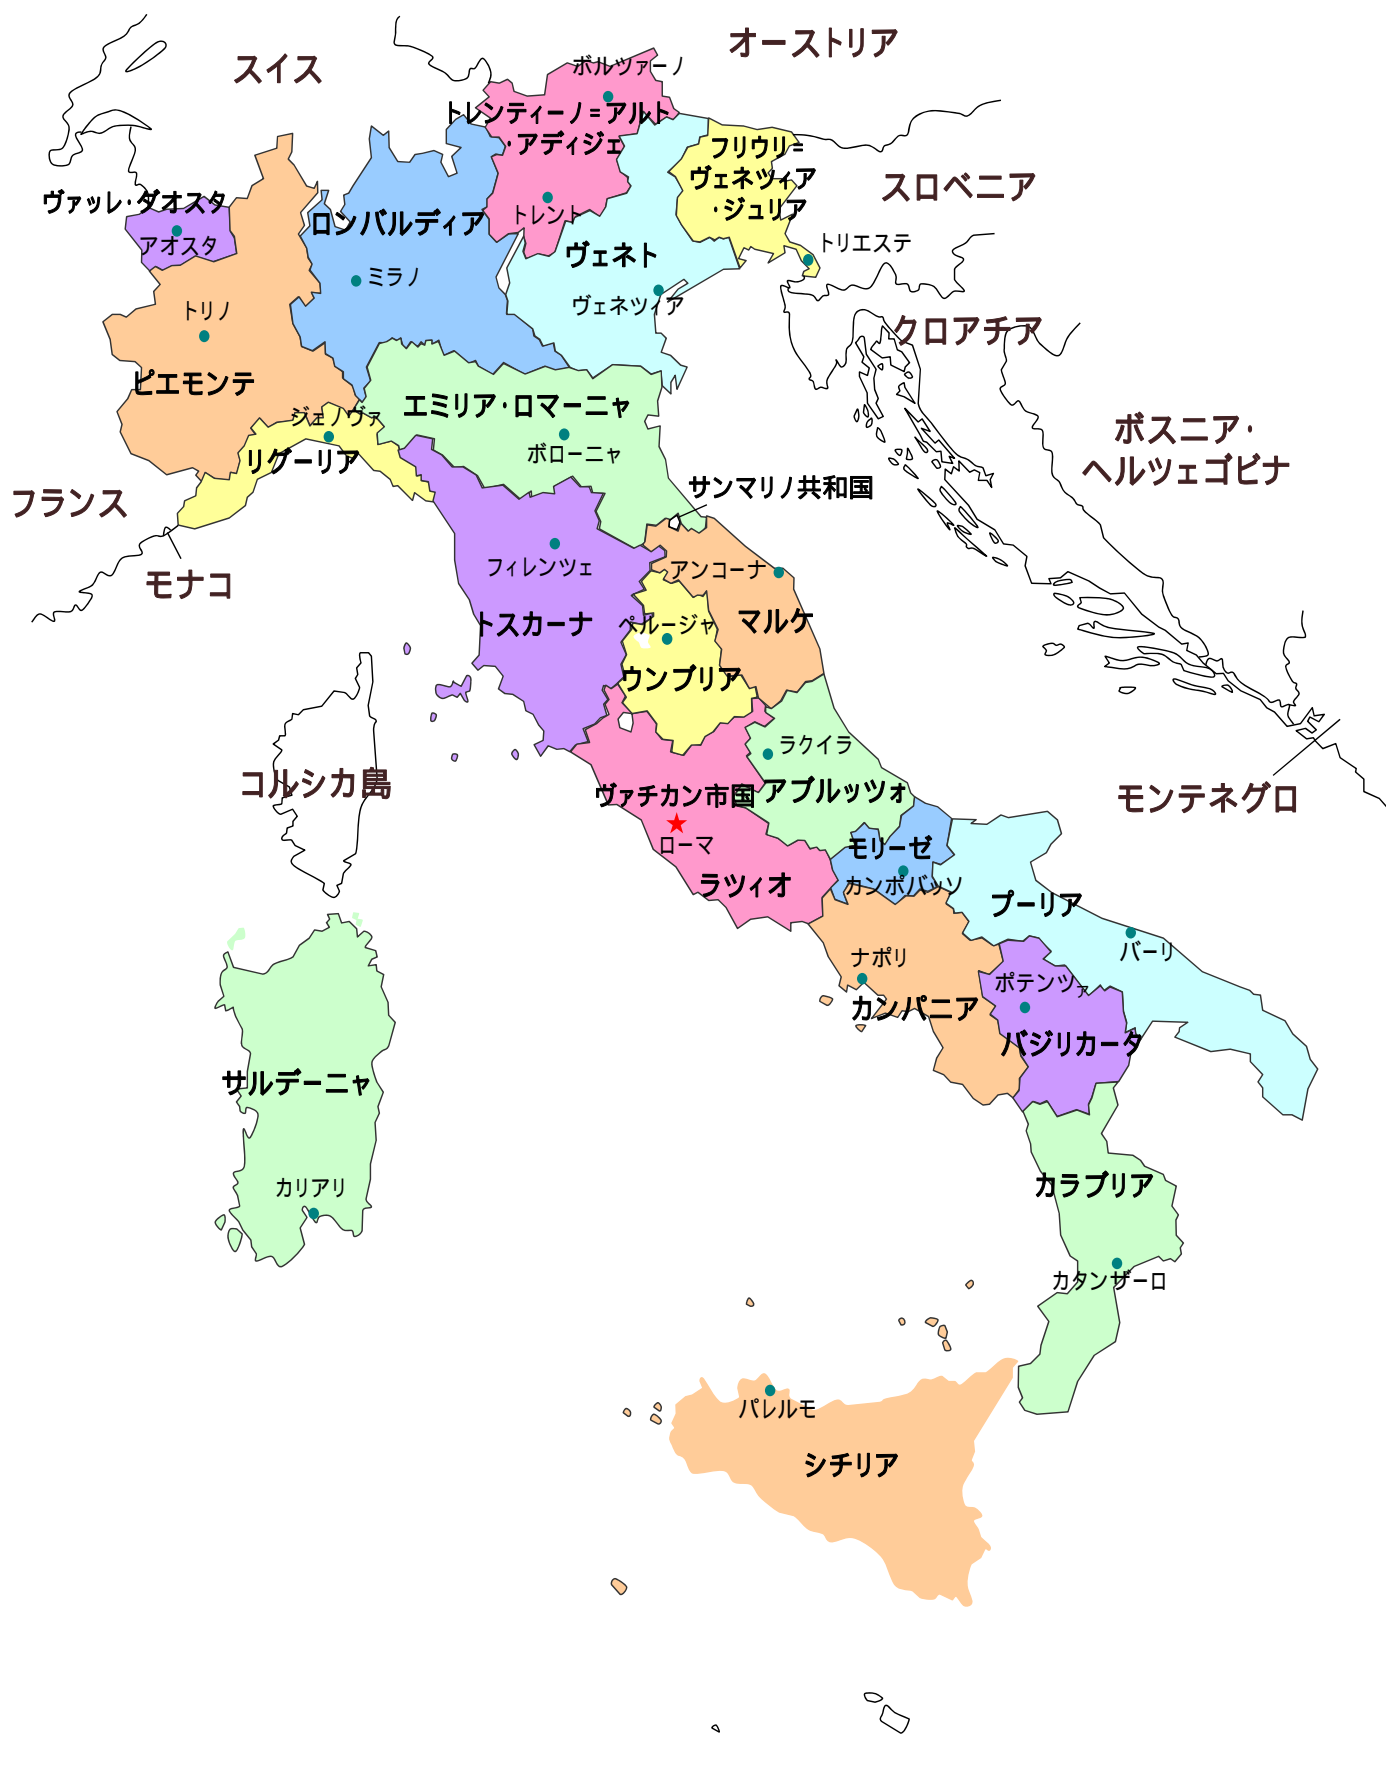 オーストリア
スイス
ボルツァーノ
トレンティーノ=アルト
・アディジェ
フリウリ=
ヴェネツィア
・ジュリア
スロベニア
ヴァッレ・ダオスタ
アオスタ
ロンバルディア
トレント
トリエステ
ヴェネト
ミラノ
ヴェネツィア
トリノ
クロアチア
ピエモンテ
ジェノヴァ
エミリア・ロマーニャ
ボスニア・
ヘルツェゴビナ
ボローニャ
リグーリア
サンマリノ共和国
フランス
フィレンツェ
アンコーナ
モナコ
トスカーナ
ペルージャ
マルケ
ウンブリア
ラクイラ
コルシカ島
ヴァチカン市国
アブルッツォ
モンテネグロ
ローマ
モリーゼ
ラツィオ
カンポバッソ
プーリア
バーリ
ナポリ
ポテンツァ
カンパニア
バジリカータ
サルデーニャ
カリアリ
カラブリア
カタンザーロ
パレルモ
シチリア